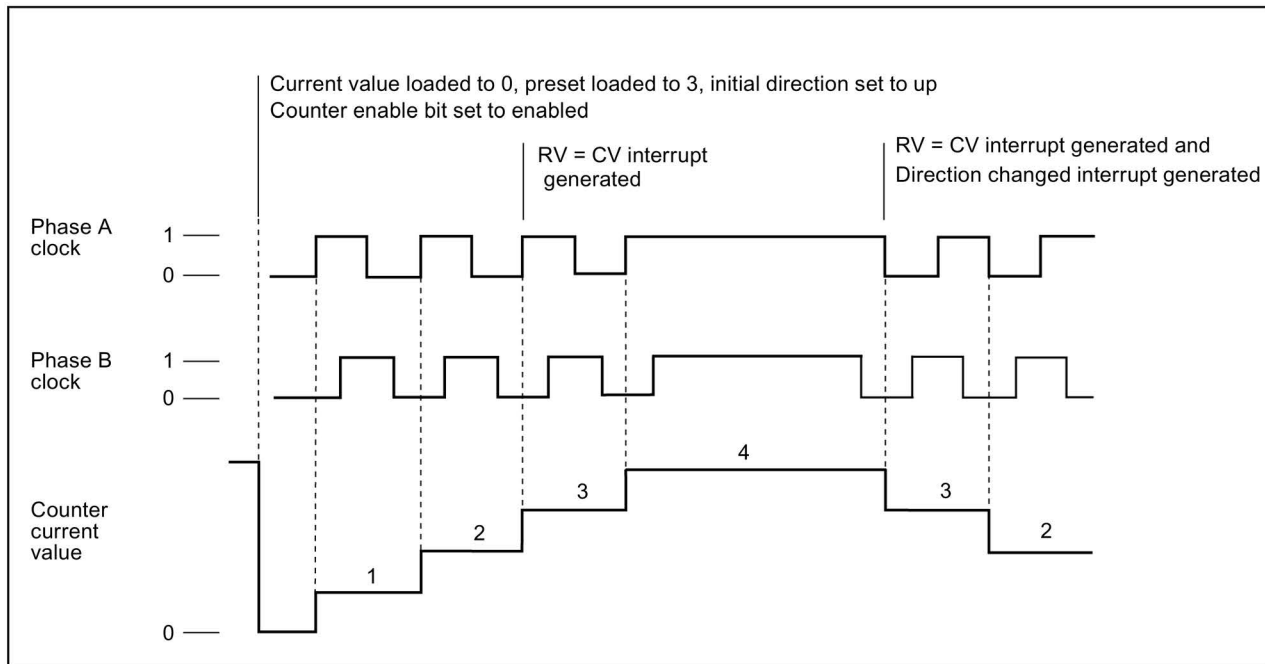 Current value loaded to 0, preset loaded to 3, initial direction set to up
Counter enable bit set to enabled
RV = CV interrupt
generated
RV = CV interrupt generated and
Direction changed interrupt generated
Phase A
clock
1
0
Phase B
clock
1
0
Counter
current
value
0
1
2
3
4
3
2